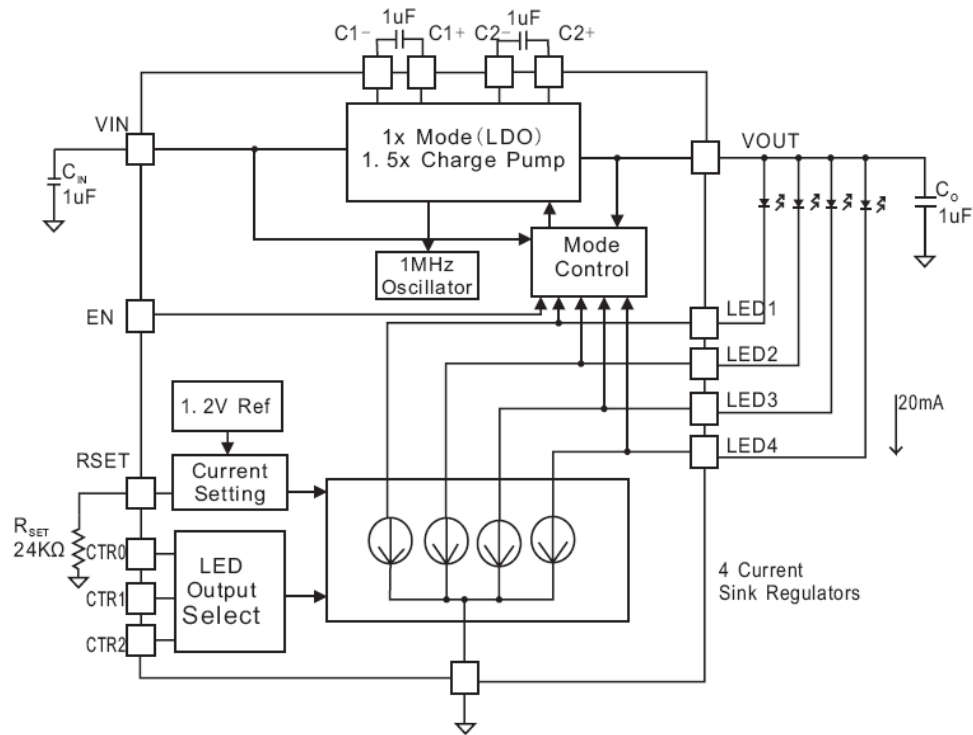 1uF
1uF
C1- C1+ C2- C2+
VIN
1x Mode(LDO)
1.5x Charge Pump
VOUT
CIN
1uF
CO
1uF
Mode
Control
1MHz
Oscillator
EN
LED1
LED2
LED3
LED4
20mA
1.2V Ref
RSET
Current
Setting
RSET
24KΩ
CTR0
CTR1
CTR2
LED
Output
Select
4 Current
Sink Regulators